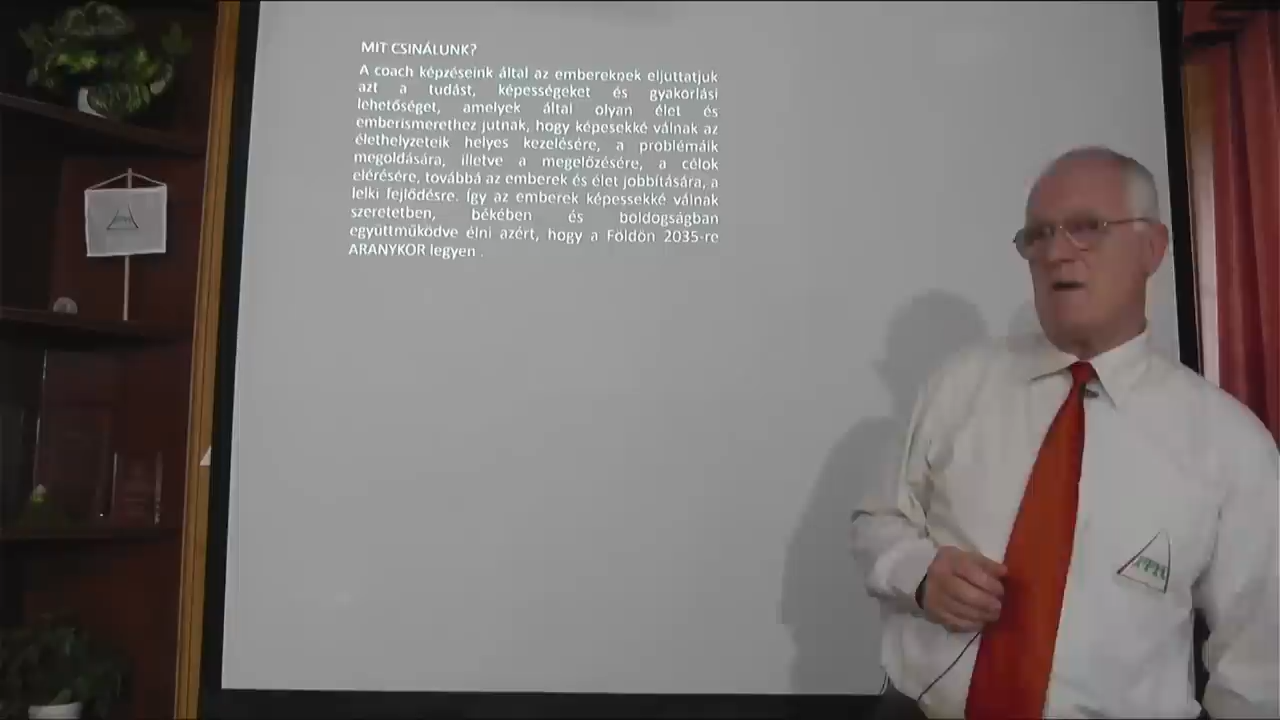 MIT CSINÁLUNK?
A coach képzéseink által az embereknek eljuttatjuk
azt a tudást, képességeket és gyakorlási
lehetőséget, amelyek által olyan élet és
emberismerethez jutnak, hogy képesekké válnak az
élethelyzeteik helyes kezelésére, a problémáik
megoldására, illetve a megelőzésére, a célok
elérésére, továbbá az emberek és élet jobbítására, a
lelki fejlődésre. Így az emberek képessekké válnak
szeretetben, békében és boldogságban
együttműködve élni azért, hogy a Földön 2035-re
ARANYKOR legyen .